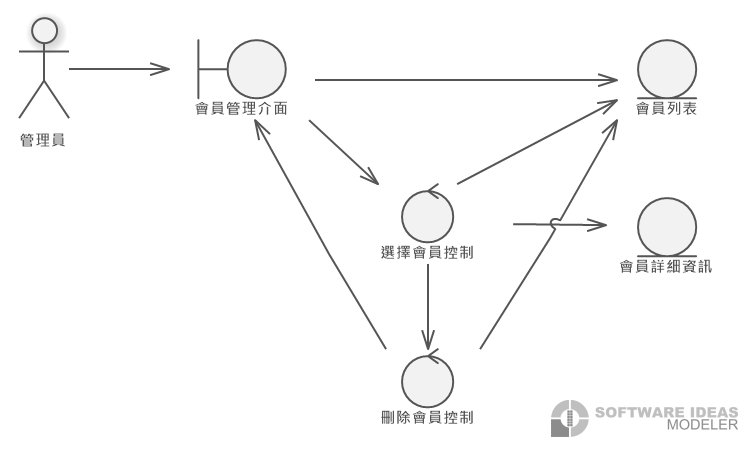 管理員
會員管理介面
會員列表
選擇會員控制
會員詳細資訊
刪除會員控制
SOFTWARE IDEAS
MODELER